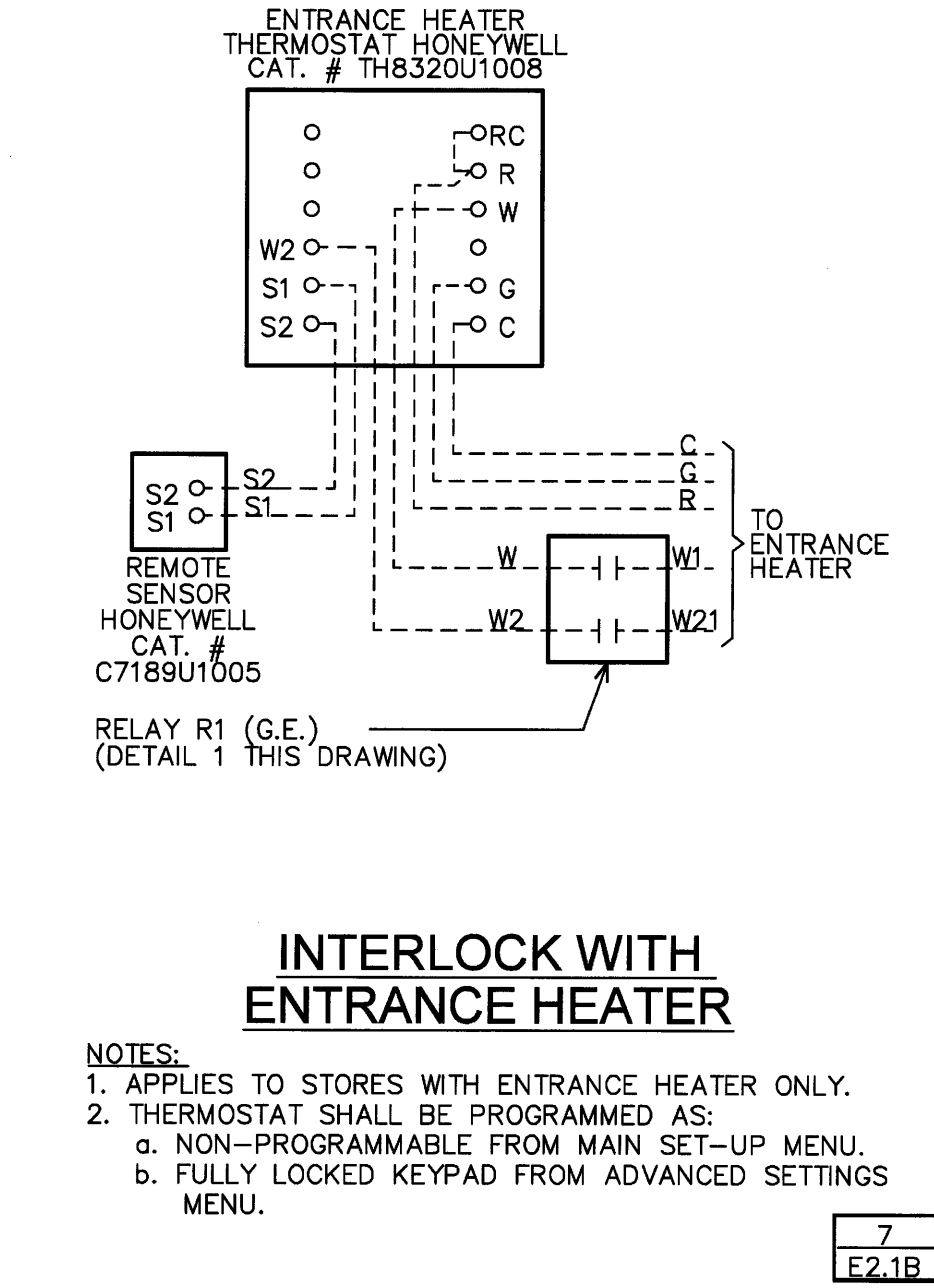 ENTRANCE HEATER
THERMOSTAT HONEYWELL
CAT. # TH8320U1008
RC
R
W
W2
S1
G
S2
C
C
G
R
S2
S2
S1
S1
TO
ENTRANCE
HEATER
W
W1
W2
W21
REMOTE
SENSOR
HONEYWELL
CAT. #
C7189U1005
RELAY R1 (G.E.)
(DETAIL 1 THIS DRAWING)
INTERLOCK WITH
ENTRANCE HEATER
NOTES:
1. APPLIES TO STORES WITH ENTRANCE HEATER ONLY.
2. THERMOSTAT SHALL BE PROGRAMMED AS:
a. NON-PROGRAMMABLE FROM MAIN SET-UP MENU.
b. FULLY LOCKED KEYPAD FROM ADVANCED SETTINGS
MENU.
7
E2.1B